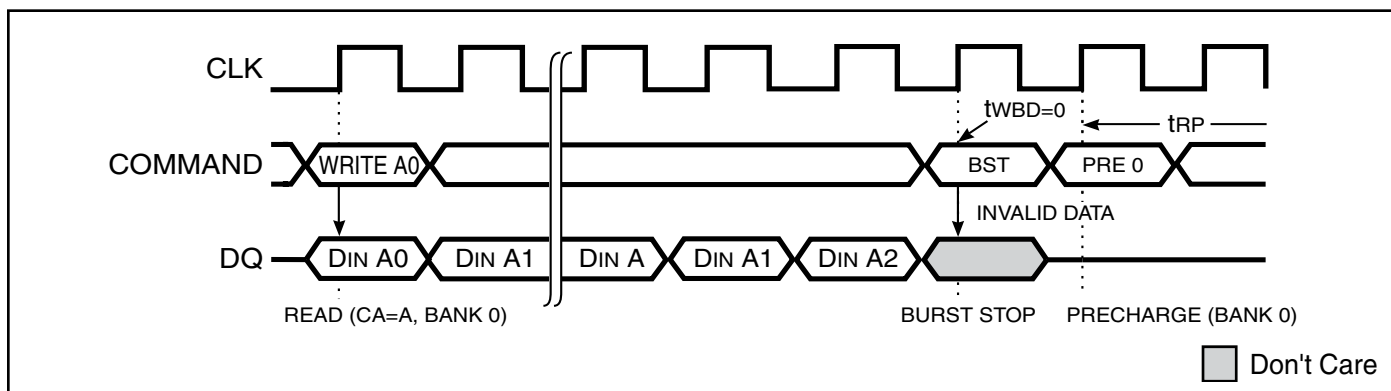 CLK
tWBD=0
tRP
COMMAND
WRITE A0
BST
PRE 0
INVALID DATA
DQ
DIN A0
DIN A1
DIN A
DIN A1
DIN A2
READ (CA=A, BANK 0)
BURST STOP
PRECHARGE (BANK 0)
Don't Care